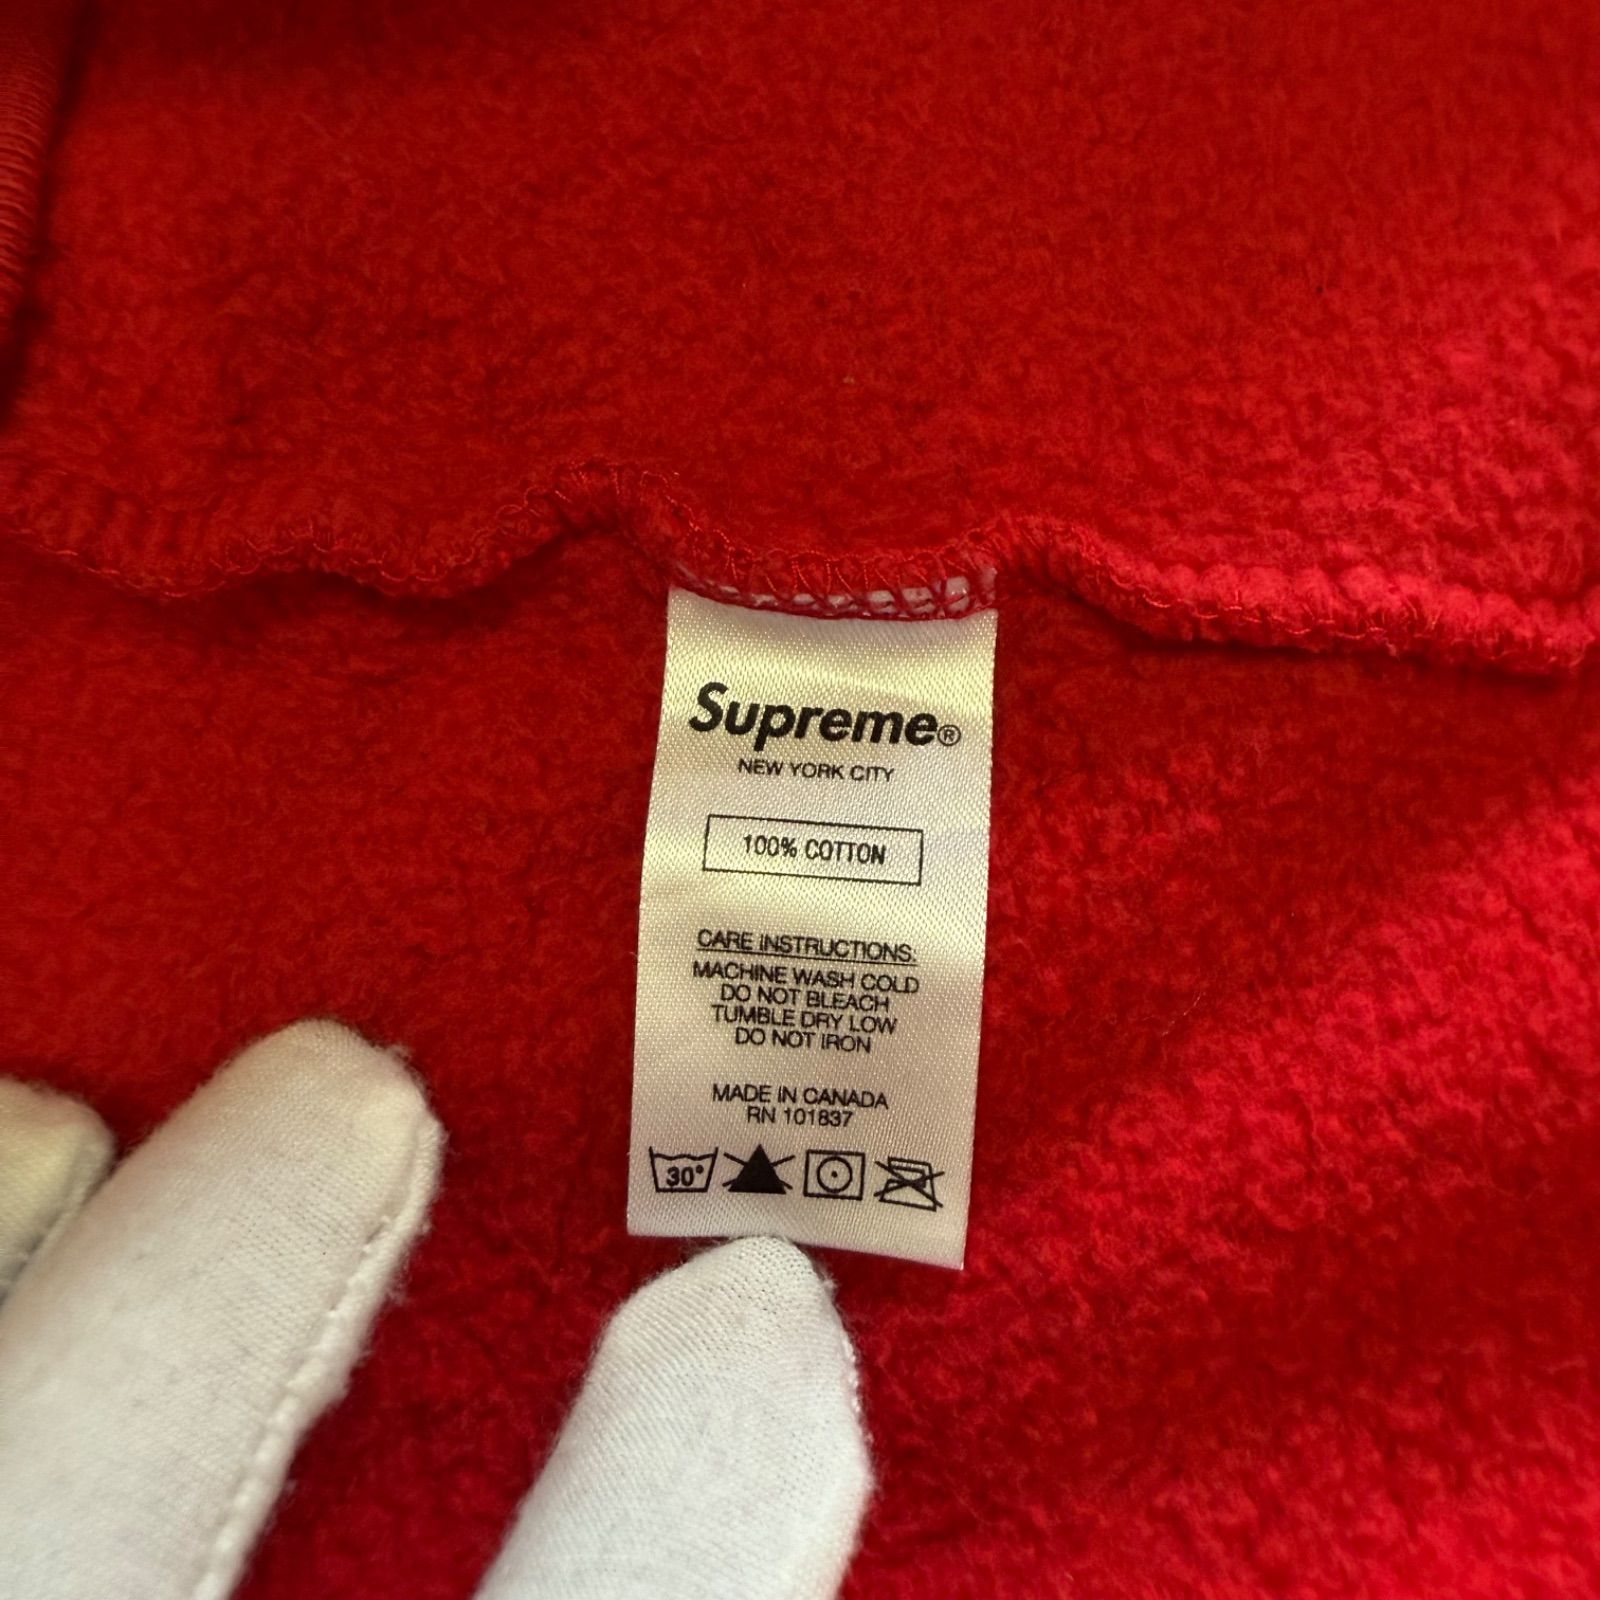 Supreme®
NEW YORK CITY
100% COTTON
CARE INSTRUCTIONS:
MACHINE WASH COLD
DO NOT BLEACH
TUMBLE DRY LOW
DO NOT IRON
MADE IN CANADA
RN 101837
30°